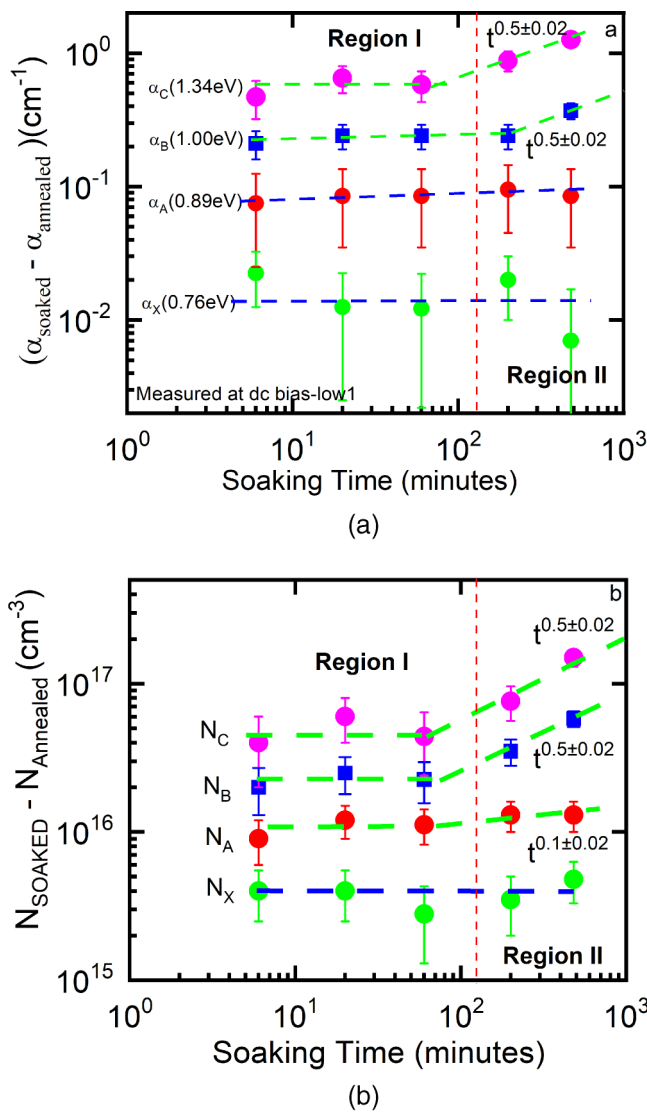 a
Region I
t^0.5±0.02
α_C(1.34eV)
α_B(1.00eV)
t^0.5±0.02
α_A(0.89eV)
α_X(0.76eV)
Region II
Measured at dc bias-low1
(α_soaked - α_annealed)(cm^-1)
10^0
10^-1
10^-2
10^0 10^1 10^2 10^3
Soaking Time (minutes)
(a)
b
t^0.5±0.02
Region I
N_C
t^0.5±0.02
N_B
N_A
t^0.1±0.02
N_X
Region II
N_SOAKED - N_Annealed (cm^-3)
10^17
10^16
10^15
10^0 10^1 10^2 10^3
Soaking Time (minutes)
(b)